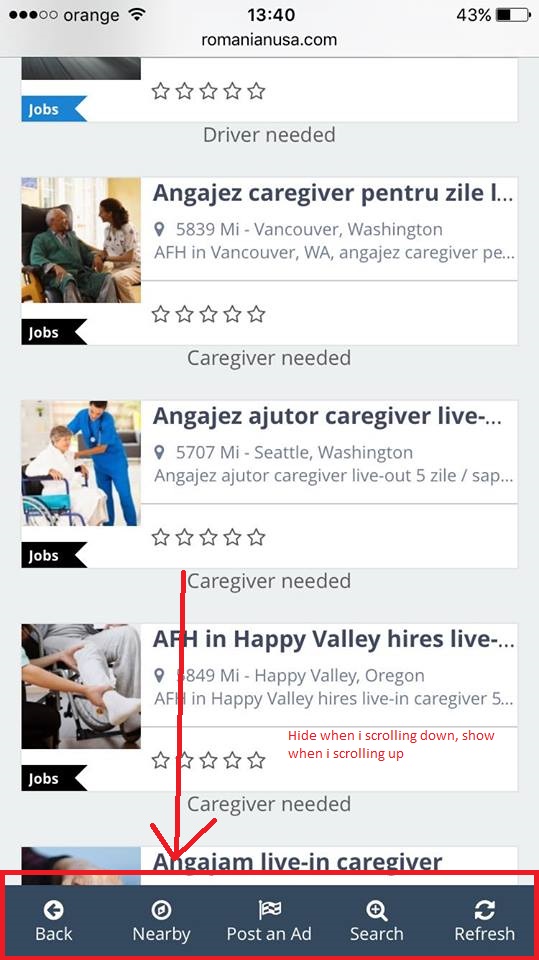 orange 13:40 43%
romanianusa.com
Jobs
Driver needed
Angajez caregiver pentru zile l...
5839 Mi - Vancouver, Washington
AFH in Vancouver, WA, angajez caregiver pe...
Jobs
Caregiver needed
Angajez ajutor caregiver live-...
5707 Mi - Seattle, Washington
Angajez ajutor caregiver live-out 5 zile / sap...
Jobs
Caregiver needed
AFH in Happy Valley hires live-...
5849 Mi - Happy Valley, Oregon
AFH in Happy Valley hires live-in caregiver 5...
Hide when i scrolling down, show
when i scrolling up
Jobs
Caregiver needed
Angajam live-in caregiver
Back Nearby Post an Ad Search Refresh